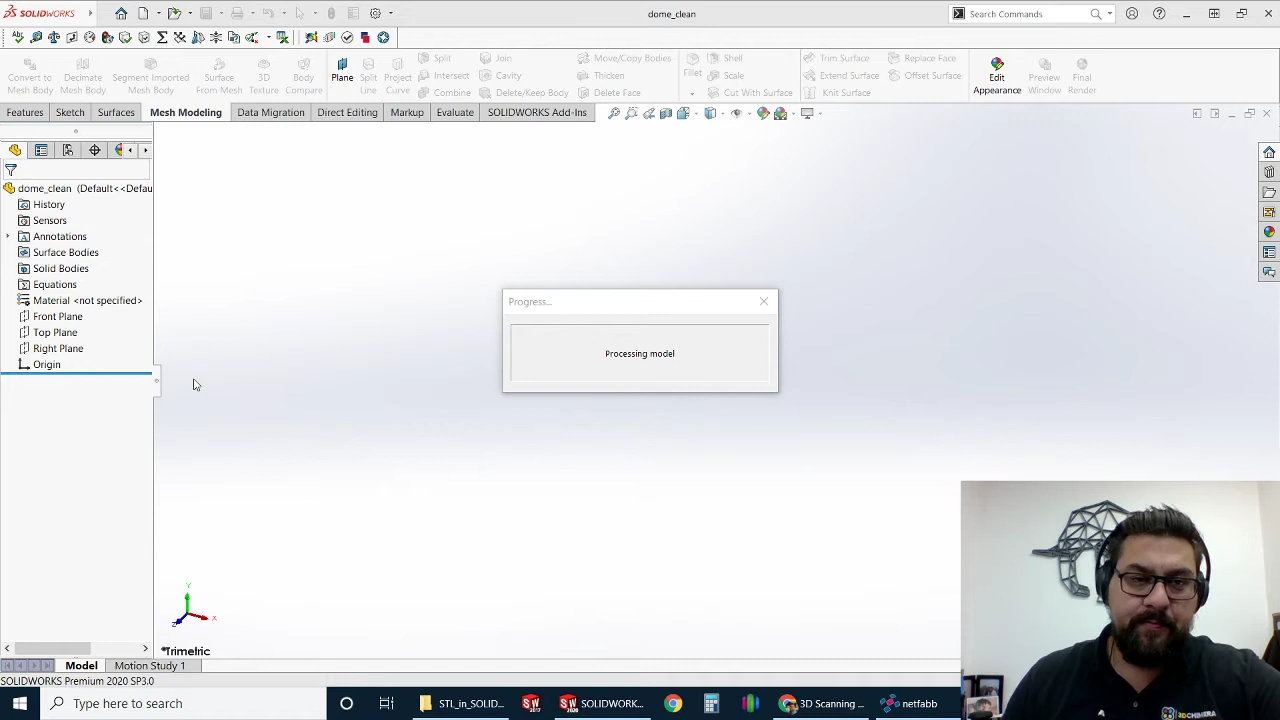 SOLIDWORKS
dome_clean
Search Commands
Convert to Mesh Body
Decimate Mesh Body
Segment Imported Mesh Body
Surface From Mesh
3D Texture
Body Compare
Plane
Split Line
Project Curve
Split
Intersect
Combine
Join
Cavity
Delete/Keep Body
Move/Copy Bodies
Thicken
Delete Face
Fillet
Shell
Scale
Cut With Surface
Trim Surface
Extend Surface
Knit Surface
Replace Face
Offset Surface
Edit Appearance
Preview Window
Final Render
Features
Sketch
Surfaces
Mesh Modeling
Data Migration
Direct Editing
Markup
Evaluate
SOLIDWORKS Add-Ins
dome_clean (Default<<Defau
History
Sensors
Annotations
Surface Bodies
Solid Bodies
Equations
Material <not specified>
Front Plane
Top Plane
Right Plane
Origin
Progress...
Processing model
Y
X
Z
*Trimetric
Model
Motion Study 1
SOLIDWORKS Premium 2020 SP3.0
3DCHIMERA
Type here to search
STL_in_SOLID...
2017
2020
SOLIDWORK...
3D Scanning ...
netfabb